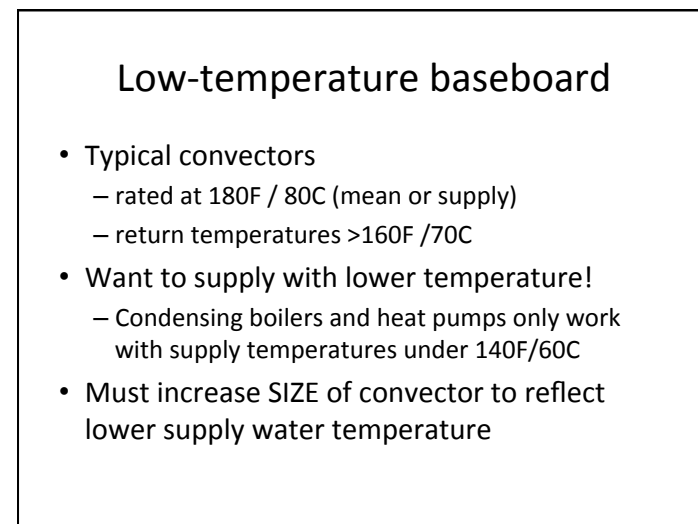 Low-temperature baseboard
• Typical convectors
– rated at 180F / 80C (mean or supply)
– return temperatures >160F /70C
• Want to supply with lower temperature!
– Condensing boilers and heat pumps only work
with supply temperatures under 140F/60C
• Must increase SIZE of convector to reflect
lower supply water temperature